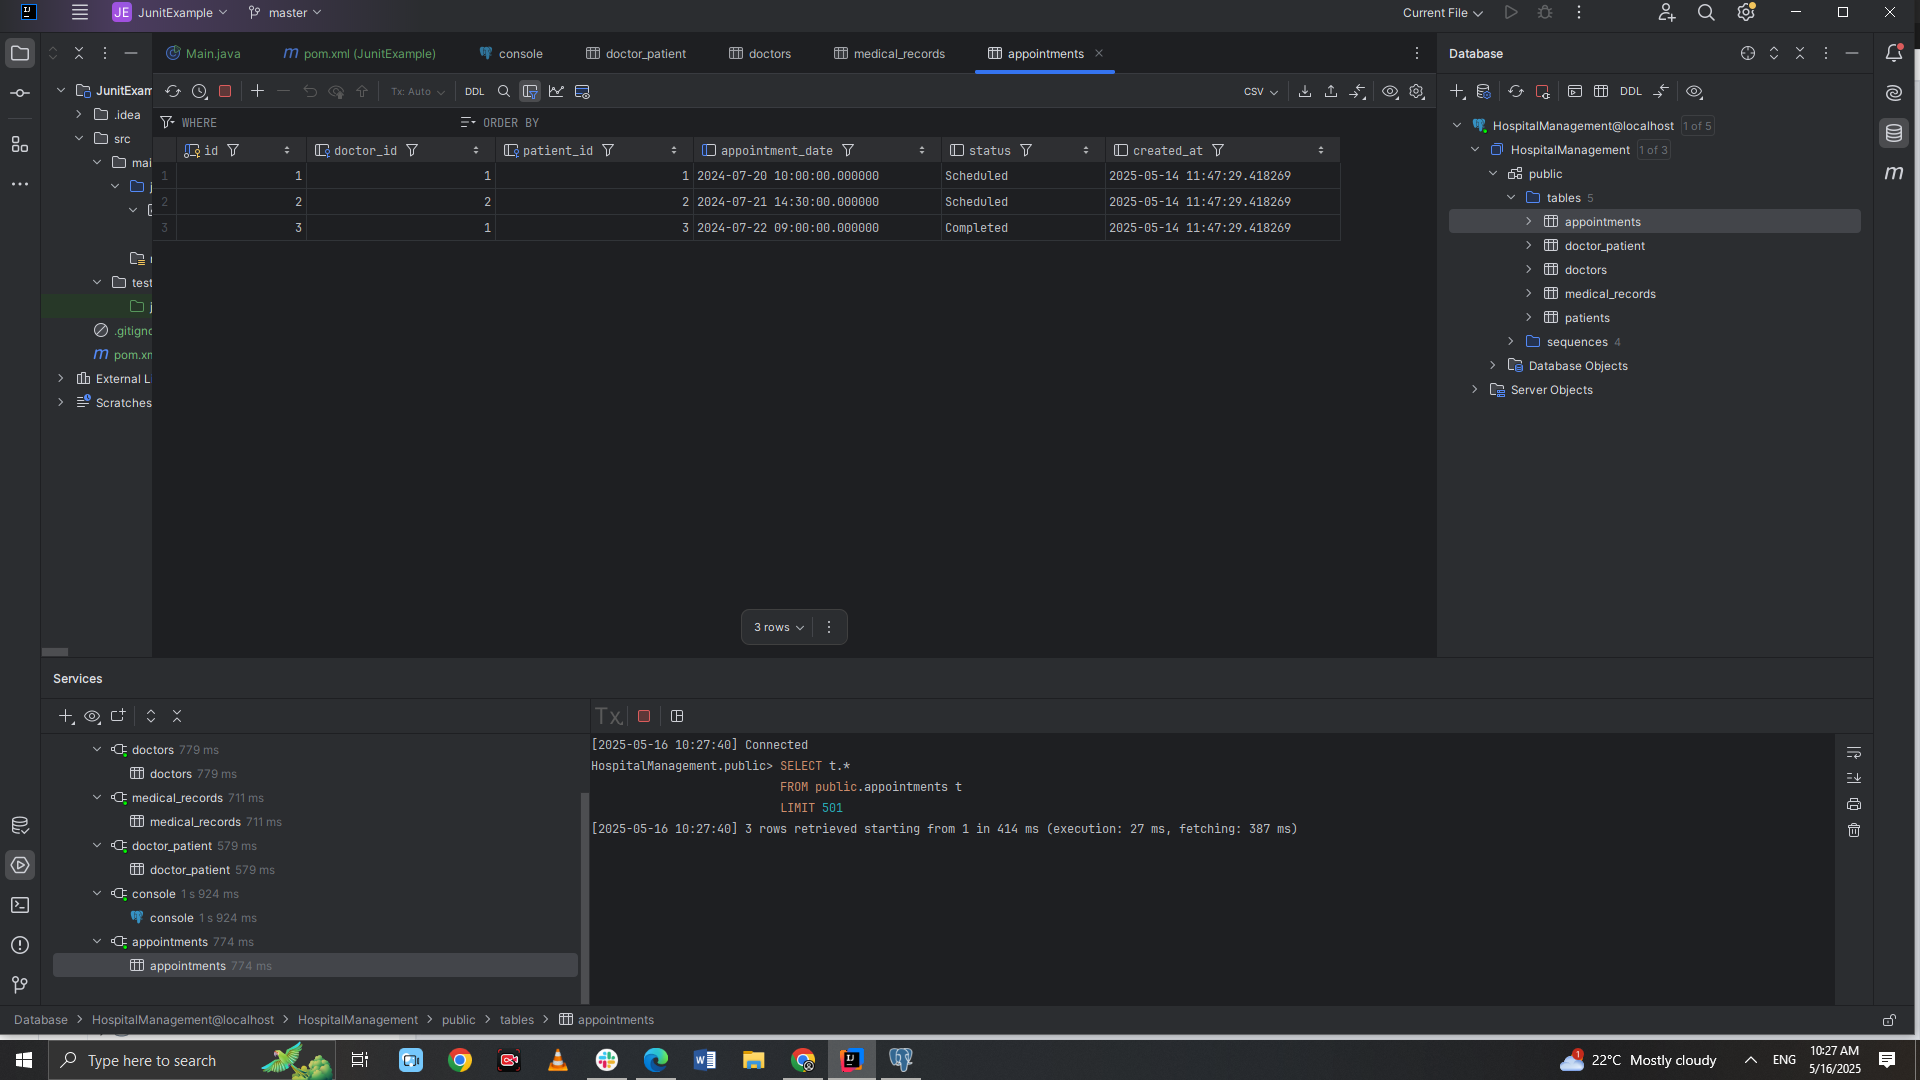 JE JunitExample master Current File
Main.java pom.xml (JunitExample) console doctor_patient doctors medical_records appointments
Database
Tx: Auto DDL CSV
DDL
WHERE ORDER BY
id doctor_id patient_id appointment_date status created_at
1 1 1 1 2024-07-20 10:00:00.000000 Scheduled 2025-05-14 11:47:29.418269
2 2 2 2 2024-07-21 14:30:00.000000 Scheduled 2025-05-14 11:47:29.418269
3 3 1 3 2024-07-22 09:00:00.000000 Completed 2025-05-14 11:47:29.418269
3 rows
JunitExam
.idea
src
mai
j
test
j
.gitigno
pom.xm
External Li
Scratches
HospitalManagement@localhost 1 of 5
HospitalManagement 1 of 3
public
tables 5
appointments
doctor_patient
doctors
medical_records
patients
sequences 4
Database Objects
Server Objects
m
Services
Tx
doctors 779 ms
doctors 779 ms
medical_records 711 ms
medical_records 711 ms
doctor_patient 579 ms
doctor_patient 579 ms
console 1 s 924 ms
console 1 s 924 ms
appointments 774 ms
appointments 774 ms
[2025-05-16 10:27:40] Connected
HospitalManagement.public> SELECT t.*
FROM public.appointments t
LIMIT 501
[2025-05-16 10:27:40] 3 rows retrieved starting from 1 in 414 ms (execution: 27 ms, fetching: 387 ms)
Database HospitalManagement@localhost HospitalManagement public tables appointments
Type here to search
1 22°C Mostly cloudy ENG
10:27 AM
5/16/2025